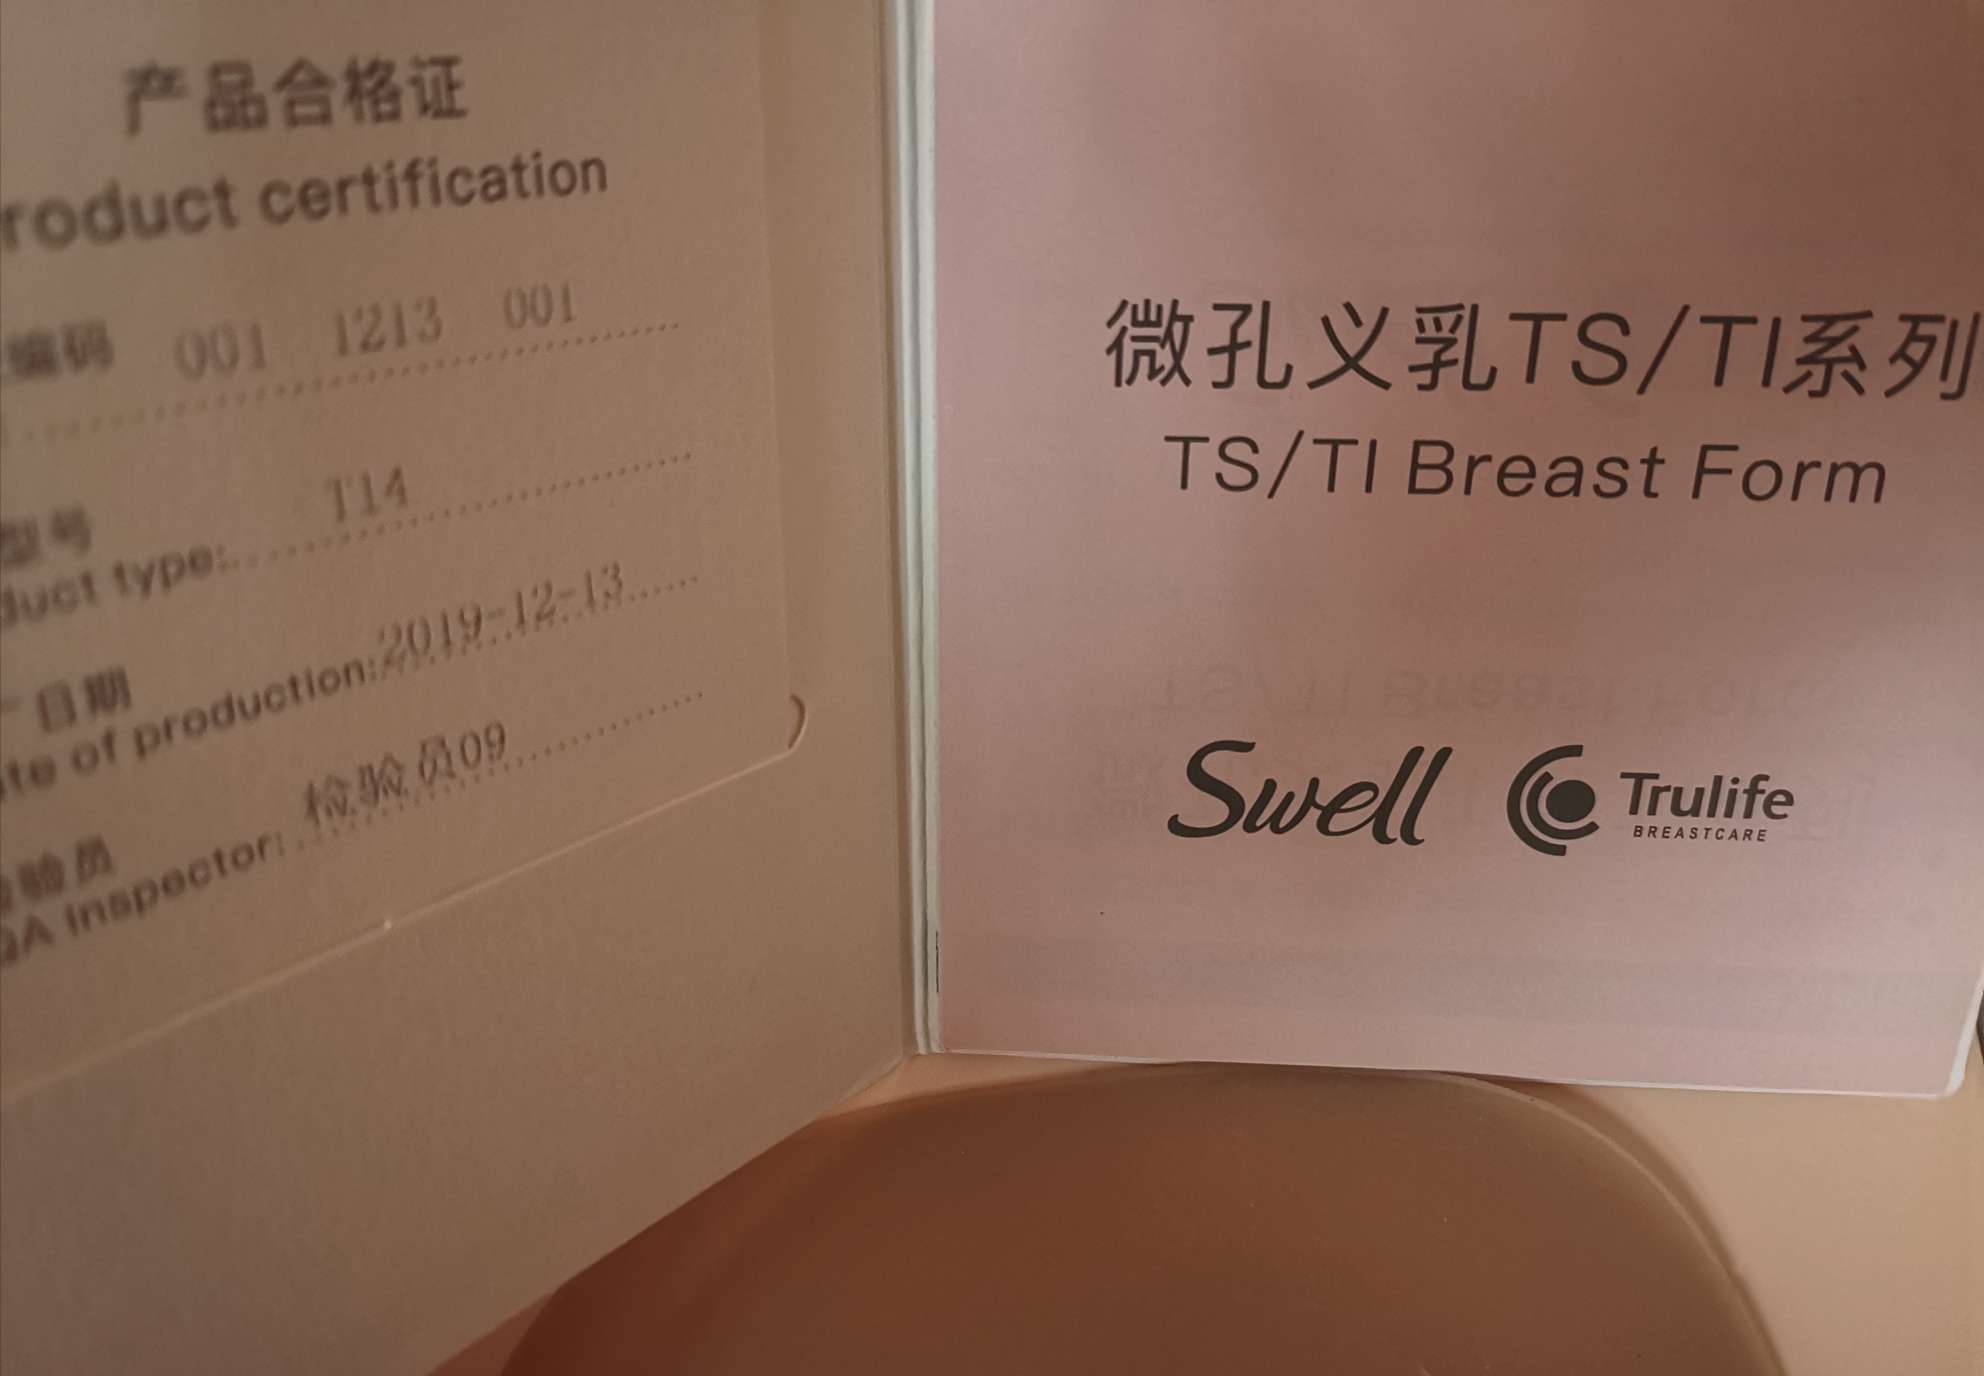 产品合格证
roduct certification
编码 001 1213 001
型号
duct type: T14
日期
te of production: 2019-12-13
验员
QA Inspector: 检验员09
微孔义乳TS/TI系列
TS/TI Breast Form
Swell Trulife
BREASTCARE